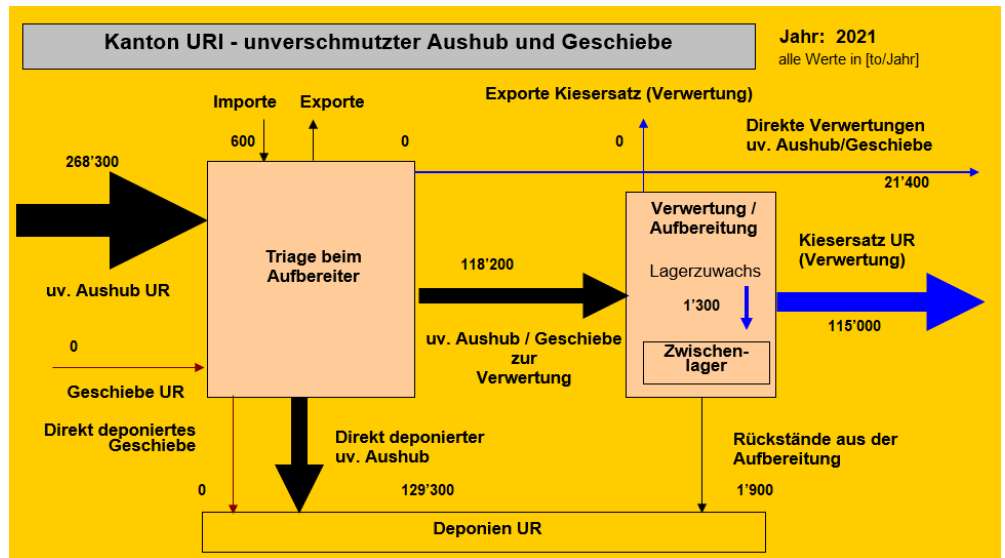 Kanton URI - unverschmutzter Aushub und Geschiebe
Jahr: 2021
alle Werte in [to/Jahr]
Importe
Exporte
Exporte Kiesersatz (Verwertung)
600
0
0
Direkte Verwertungen
uv. Aushub/Geschiebe
268'300
21'400
Triage beim
Aufbereiter
Verwertung /
Aufbereitung
Lagerzuwachs
1'300
Zwischen-
lager
118'200
Kiesersatz UR
(Verwertung)
115'000
uv. Aushub UR
uv. Aushub / Geschiebe
zur
Verwertung
0
Geschiebe UR
Direkt deponiertes
Geschiebe
Direkt deponierter
uv. Aushub
Rückstände aus der
Aufbereitung
0
129'300
1'900
Deponien UR